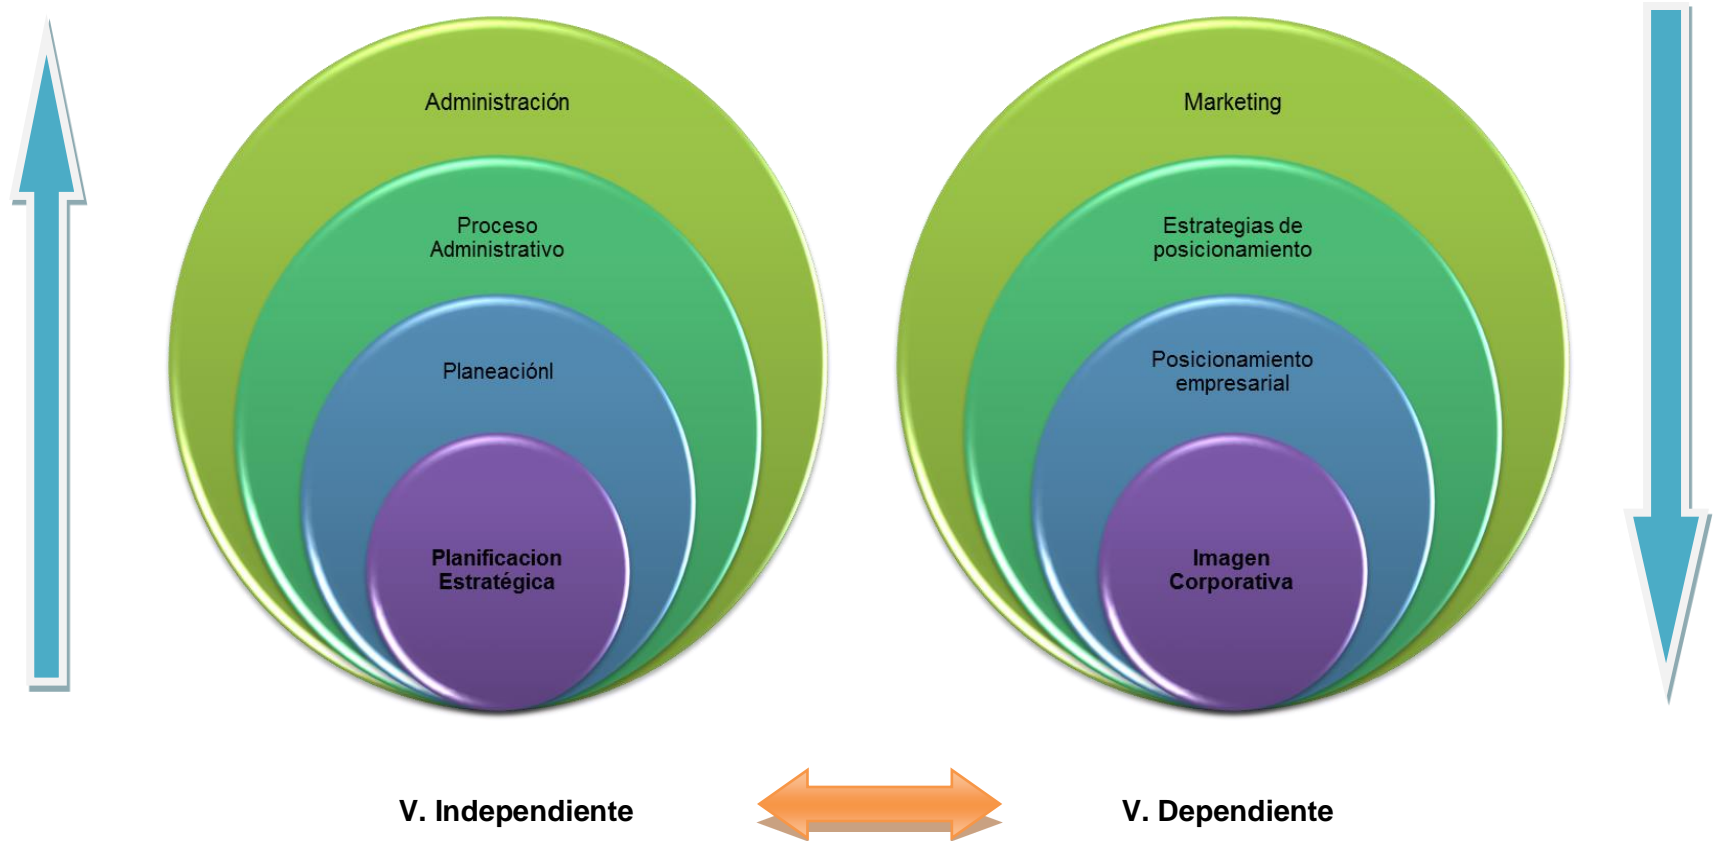 Administración
Proceso
Administrativo
Planeaciónl
Planificacion
Estratégica
Marketing
Estrategias de
posicionamiento
Posicionamiento
empresarial
Imagen
Corporativa
V. Independiente
V. Dependiente